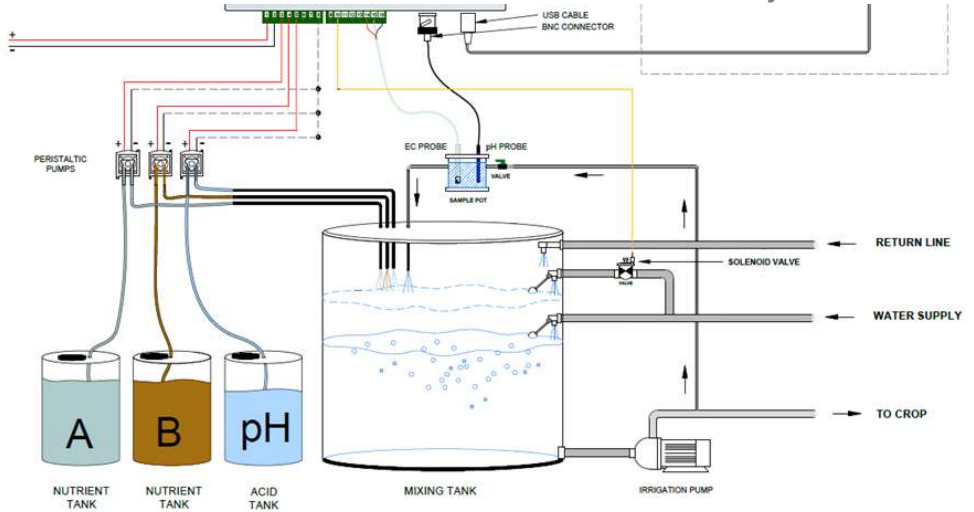 USB CABLE
BNC CONNECTOR
+
-
+ - + - + -
PERISTALTIC
PUMPS
EC PROBE
pH PROBE
VALVE
SAMPLE POT
RETURN LINE
SOLENOID VALVE
VALVE
WATER SUPPLY
TO CROP
A
B
pH
NUTRIENT
TANK
NUTRIENT
TANK
ACID
TANK
MIXING TANK
IRRIGATION PUMP